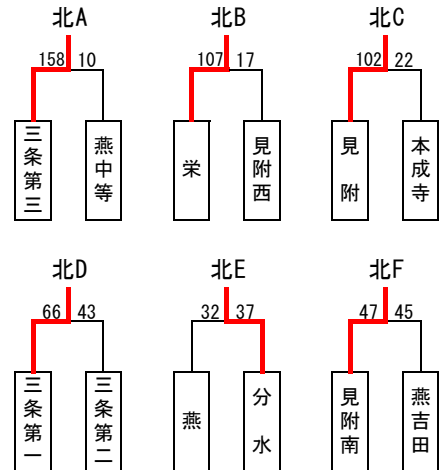 北A
158 10
三条第三
燕中等
北B
107 17
栄
見附西
北C
102 22
見附
本成寺
北D
66 43
三条第一
三条第二
北E
32 37
燕
分水
北F
47 45
見附南
燕吉田